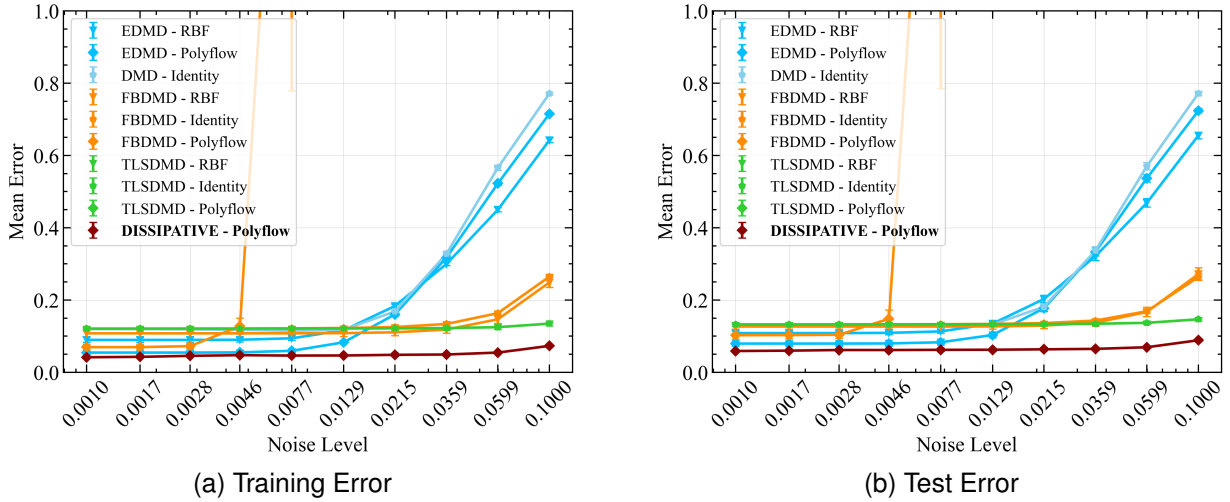 1.0
0.8
0.6
0.4
0.2
0.0
Mean Error
EDMD - RBF
EDMD - Polyflow
DMD - Identity
FBDMD - RBF
FBDMD - Identity
FBDMD - Polyflow
TLSDMD - RBF
TLSDMD - Identity
TLSDMD - Polyflow
DISSIPATIVE - Polyflow
0.0010
0.0017
0.0028
0.0046
0.0077
0.0129
0.0215
0.0359
0.0599
0.1000
Noise Level
(a) Training Error
1.0
0.8
0.6
0.4
0.2
0.0
Mean Error
EDMD - RBF
EDMD - Polyflow
DMD - Identity
FBDMD - RBF
FBDMD - Identity
FBDMD - Polyflow
TLSDMD - RBF
TLSDMD - Identity
TLSDMD - Polyflow
DISSIPATIVE - Polyflow
0.0010
0.0017
0.0028
0.0046
0.0077
0.0129
0.0215
0.0359
0.0599
0.1000
Noise Level
(b) Test Error